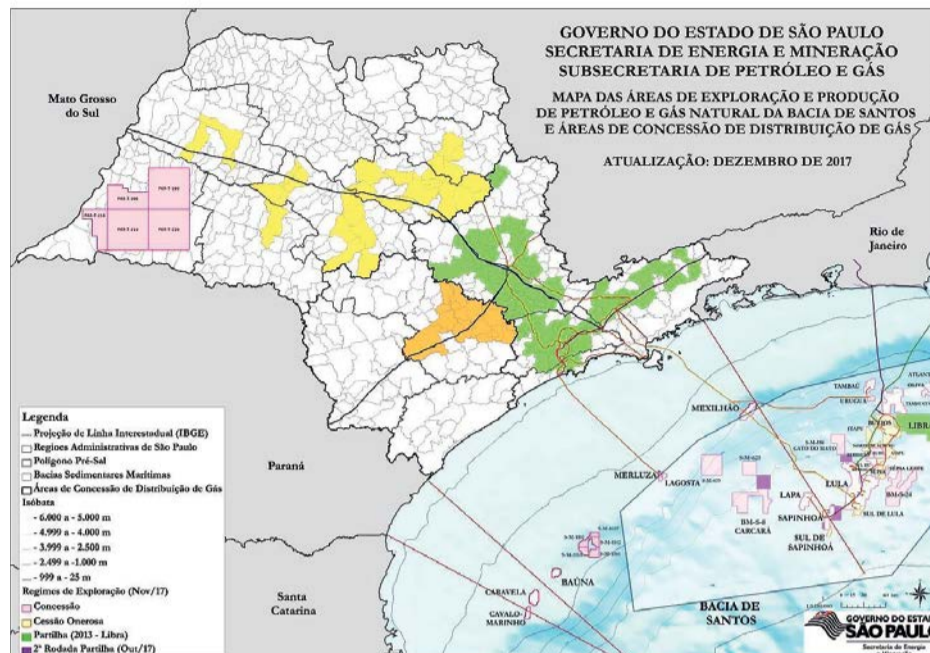 GOVERNO DO ESTADO DE SÃO PAULO
SECRETARIA DE ENERGIA E MINERAÇÃO
SUBSECRETARIA DE PETRÓLEO E GÁS
MAPA DAS ÁREAS DE EXPLORAÇÃO E PRODUÇÃO
DE PETRÓLEO E GÁS NATURAL DA BACIA DE SANTOS
E ÁREAS DE CONCESSÃO DE DISTRIBUIÇÃO DE GÁS
ATUALIZAÇÃO: DEZEMBRO DE 2017
Mato Grosso
do Sul
Rio de
Janeiro
Paraná
Santa
Catarina
TAMBAÚ
URUGUÁ
MEXILHÃO
LIBRA
MERLUZA
LAGOSTA
LULA
LAPA
SAPINHOÁ
SUL DE LULA
SUL DE
SAPINHOÁ
BM-S-8
CARCARÁ
BM-S-24
BAÚNA
CARAVELA
CAVALO-
MARINHO
BACIA DE
SANTOS
Legenda
Projeção de Linha Interestadual (IBGE)
Regiões Administrativas de São Paulo
Polígono Pré-Sal
Bacias Sedimentares Marítimas
Áreas de Concessão de Distribuição de Gás
Isóbata
- 6.000 a - 5.000 m
- 4.999 a - 4.000 m
- 3.999 a - 2.500 m
- 2.499 a -1.000 m
- 999 a - 25 m
Regimes de Exploração (Nov/17)
Concessão
Cessão Onerosa
Partilha (2013 - Libra)
2ª Rodada Partilha (Out/17)
GOVERNO DO ESTADO
SÃO PAULO
Secretaria de Energia